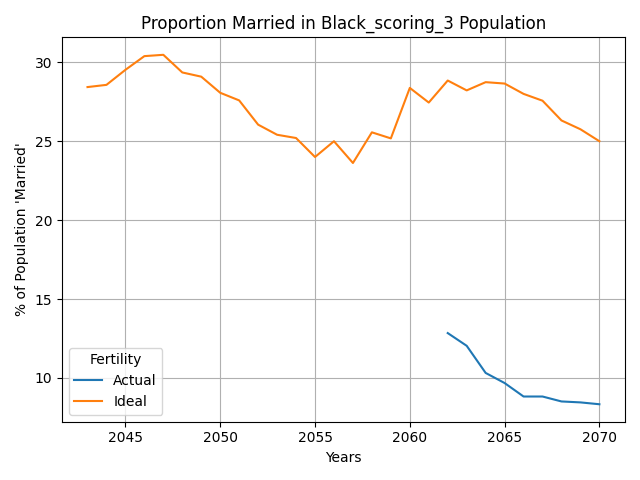 Proportion Married in Black_scoring_3 Population
% of Population 'Married'
30
25
20
15
10
Fertility
Actual
Ideal
2045 2050 2055 2060 2065 2070
Years